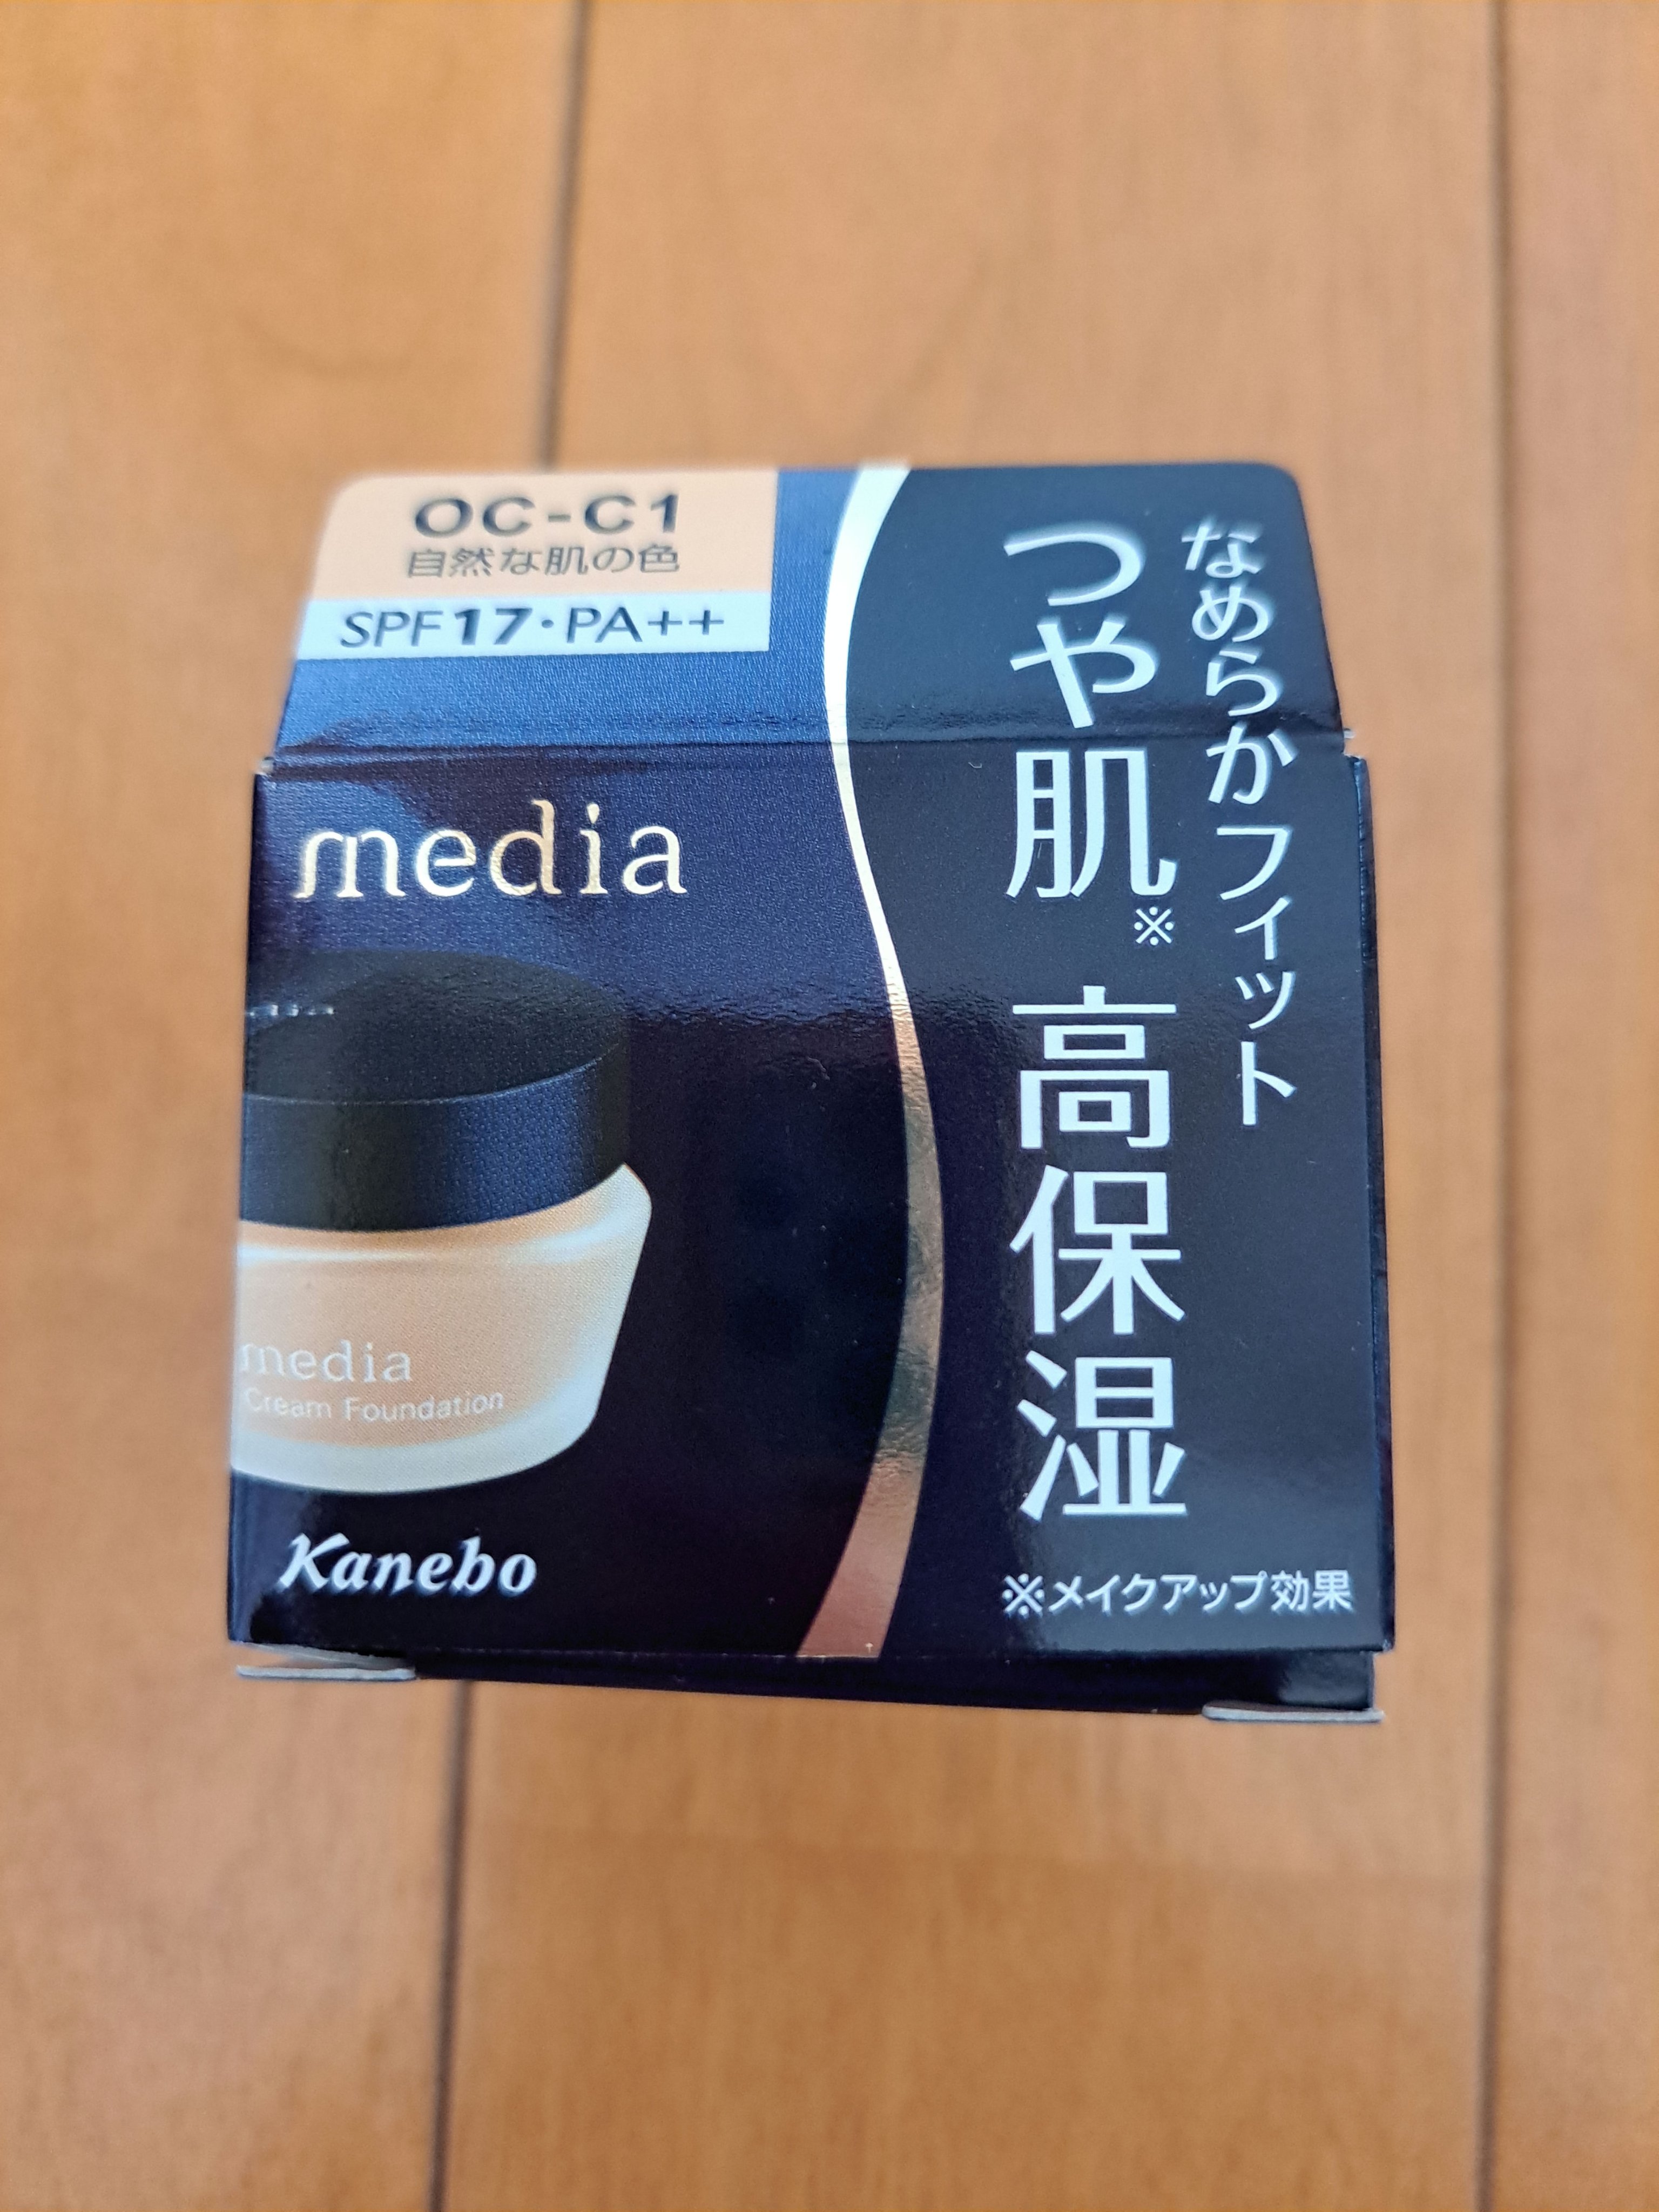 OC-C1
自然な肌の色
SPF17・PA++
media
media
Cream Foundation
Kanebo
なめらかフィット
つや肌※ 高保湿
※メイクアップ効果